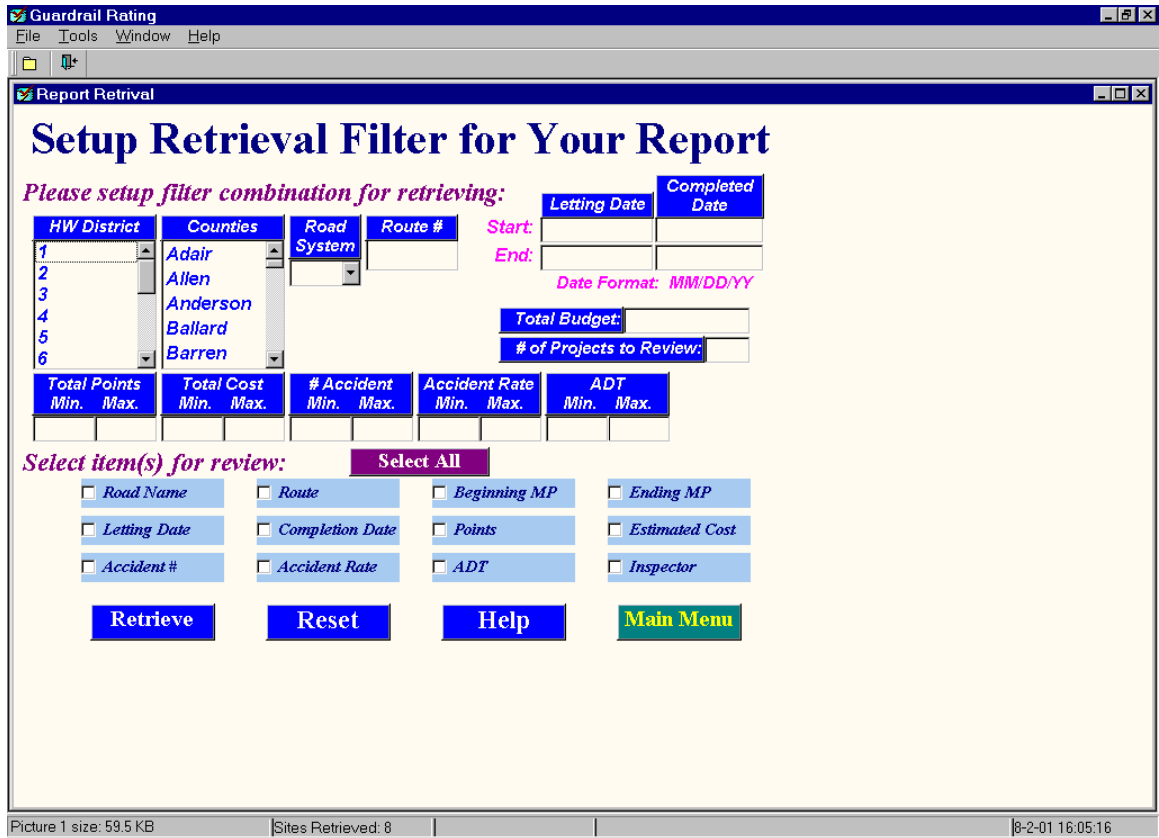 Guardrail Rating
File Tools Window Help
Report Retrival
Setup Retrieval Filter for Your Report
Please setup filter combination for retrieving:
Letting Date Completed Date
HW District Counties Road System Route #
Start:
End:
Date Format: MM/DD/YY
1
2
3
4
5
6
Adair
Allen
Anderson
Ballard
Barren
Total Budget:
# of Projects to Review:
Total Points Total Cost # Accident Accident Rate ADT
Min. Max. Min. Max. Min. Max. Min. Max. Min. Max.
Select item(s) for review: Select All
Road Name Route Beginning MP Ending MP
Letting Date Completion Date Points Estimated Cost
Accident # Accident Rate ADT Inspector
Retrieve Reset Help Main Menu
Picture 1 size: 59.5 KB Sites Retrieved: 8 8-2-01 16:05:16